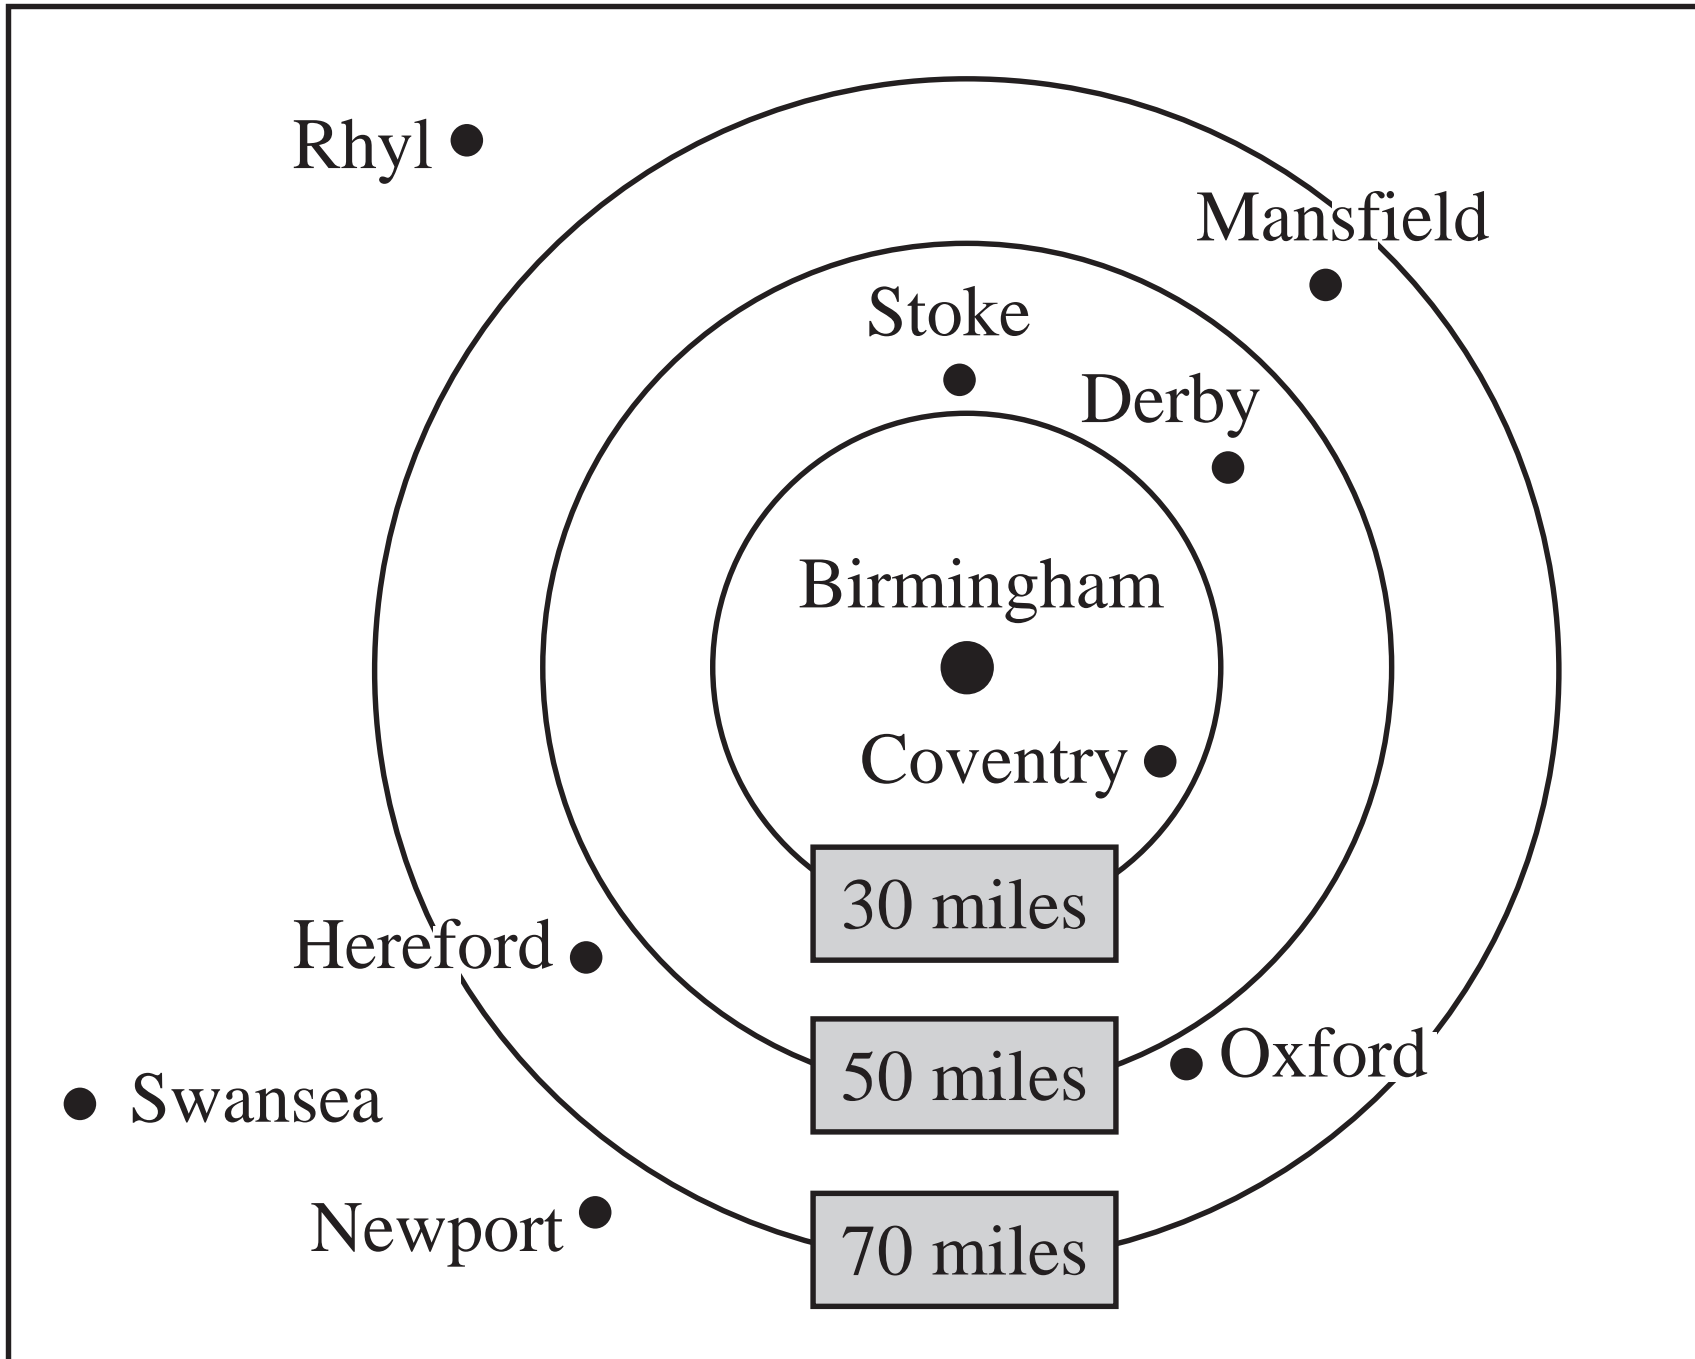 Rhyl
Mansfield
Stoke
Derby
Birmingham
Coventry
30 miles
Hereford
50 miles
Oxford
Swansea
Newport
70 miles